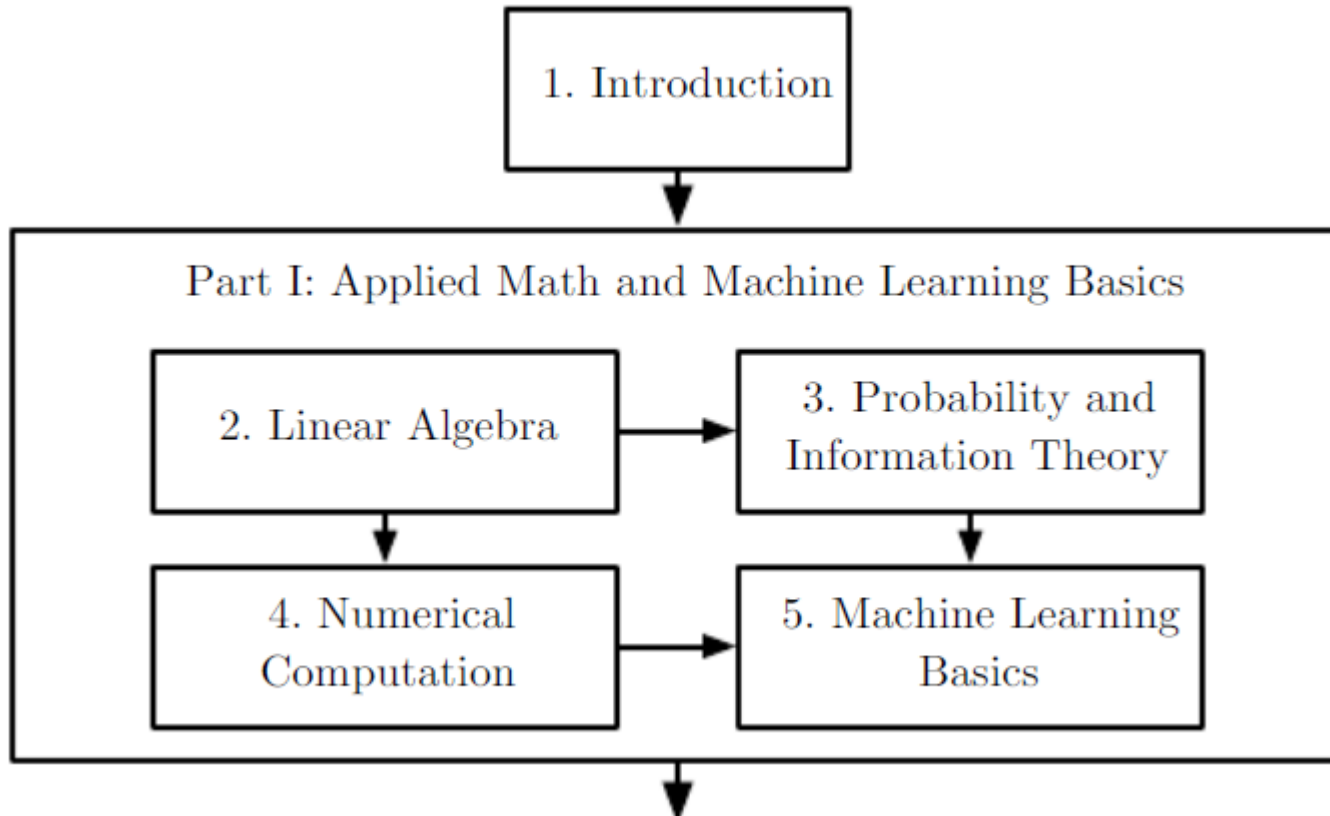 1. Introduction
Part I: Applied Math and Machine Learning Basics
2. Linear Algebra
3. Probability and
Information Theory
4. Numerical
Computation
5. Machine Learning
Basics